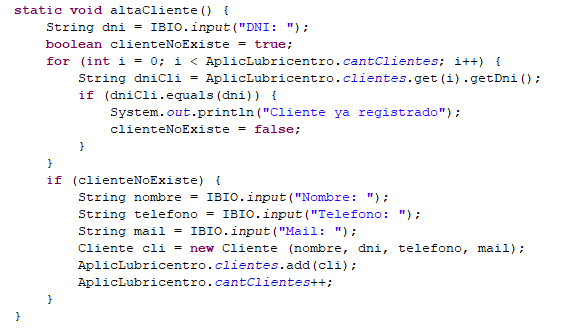 static void altaCliente() {
    String dni = IBIO.input("DNI: ");
    boolean clienteNoExiste = true;
    for (int i = 0; i < AplicLubricentro.cantClientes; i++) {
        String dniCli = AplicLubricentro.clientes.get(i).getDni();
        if (dniCli.equals(dni)) {
            System.out.println("Cliente ya registrado");
            clienteNoExiste = false;
        }
    }
    if (clienteNoExiste) {
        String nombre = IBIO.input("Nombre: ");
        String telefono = IBIO.input("Telefono: ");
        String mail = IBIO.input("Mail: ");
        Cliente cli = new Cliente (nombre, dni, telefono, mail);
        AplicLubricentro.clientes.add(cli);
        AplicLubricentro.cantClientes++;
    }
}